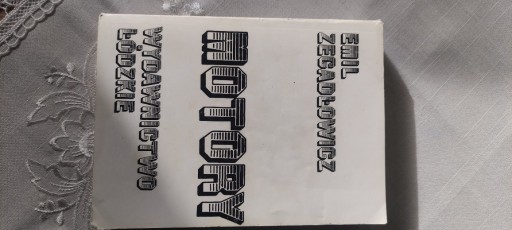 EMIL
ZEGADŁOWICZ
MOTORY
WYDAWNICTWO
ŁÓDZKIE